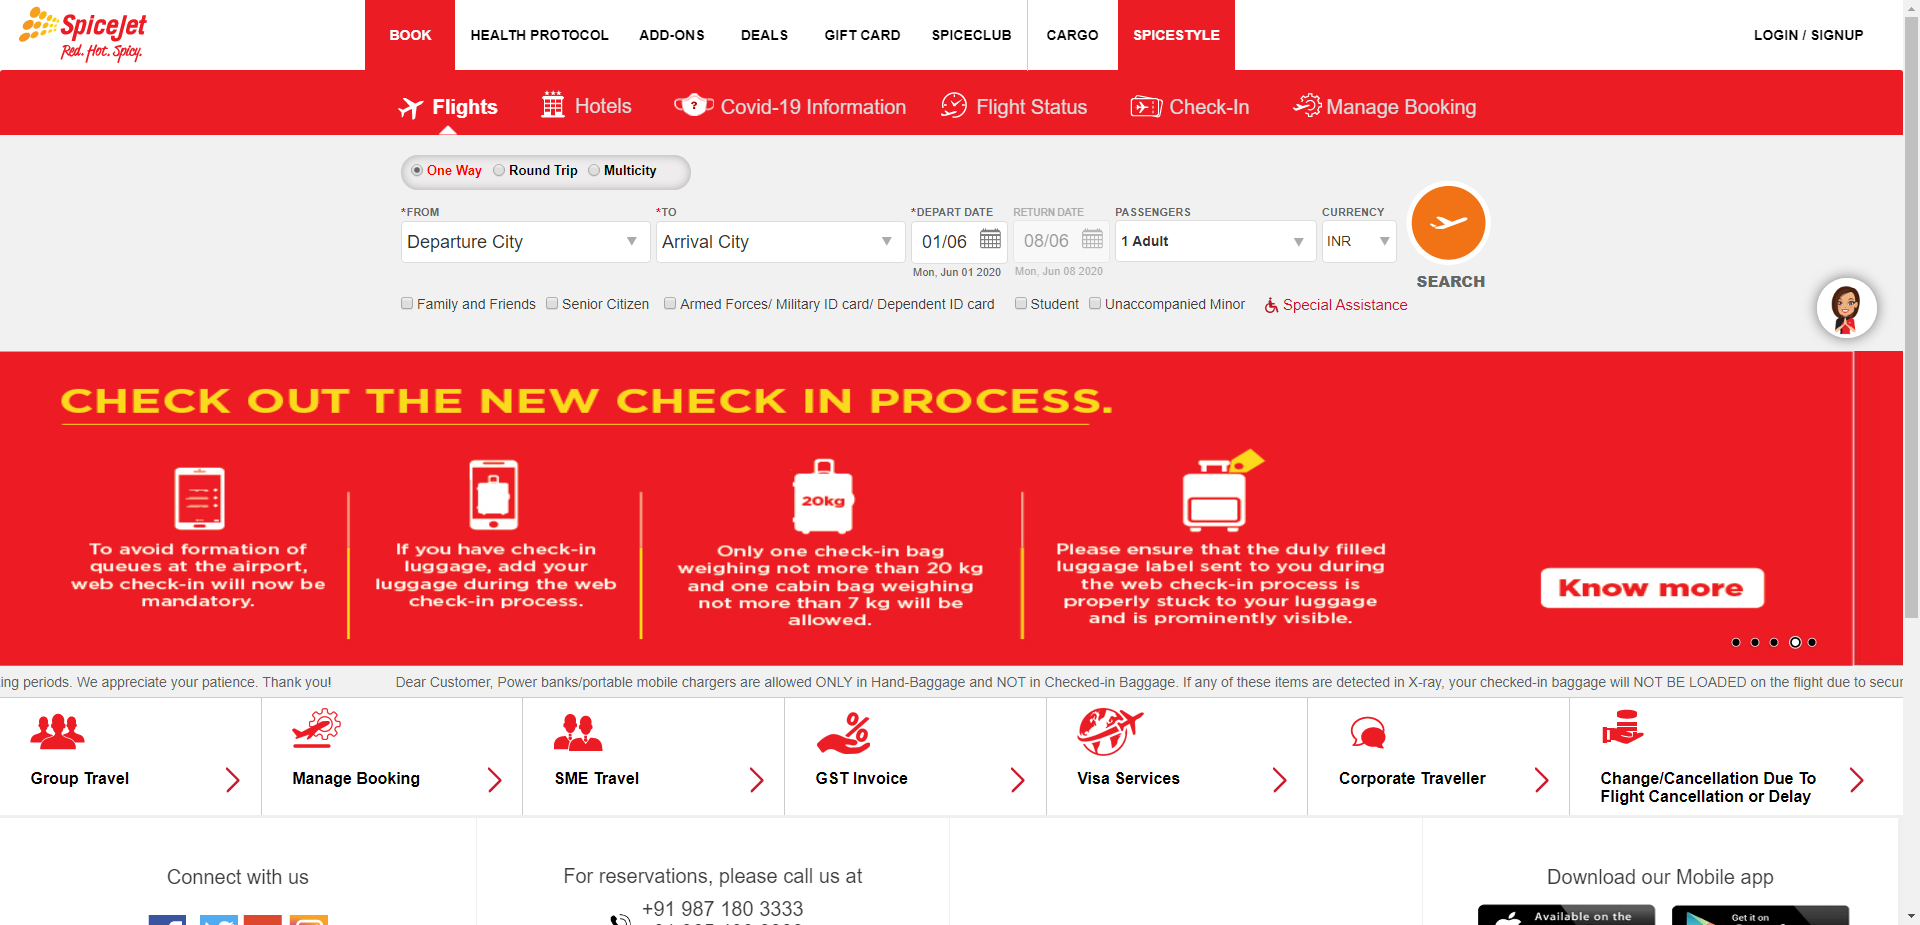 SpiceJet
Red. Hot. Spicy.
BOOK
HEALTH PROTOCOL
ADD-ONS
DEALS
GIFT CARD
SPICECLUB
CARGO
SPICESTYLE
LOGIN / SIGNUP
Flights
Hotels
?
Covid-19 Information
Flight Status
Check-In
Manage Booking
One Way
Round Trip
Multicity
*FROM
*TO
*DEPART DATE
RETURN DATE
PASSENGERS
CURRENCY
Departure City
Arrival City
01/06
08/06
1 Adult
INR
Mon, Jun 01 2020
Mon, Jun 08 2020
SEARCH
Family and Friends
Senior Citizen
Armed Forces/ Military ID card/ Dependent ID card
Student
Unaccompanied Minor
Special Assistance
CHECK OUT THE NEW CHECK IN PROCESS.
To avoid formation of
queues at the airport,
web check-in will now be
mandatory.
If you have check-in
luggage, add your
luggage during the web
check-in process.
20kg
Only one check-in bag
weighing not more than 20 kg
and one cabin bag weighing
not more than 7 kg will be
allowed.
Please ensure that the duly filled
luggage label sent to you during
the web check-in process is
properly stuck to your luggage
and is prominently visible.
Know more
ing periods. We appreciate your patience. Thank you!
Dear Customer, Power banks/portable mobile chargers are allowed ONLY in Hand-Baggage and NOT in Checked-in Baggage. If any of these items are detected in X-ray, your checked-in baggage will NOT BE LOADED on the flight due to secur
Group Travel
Manage Booking
SME Travel
GST Invoice
Visa Services
Corporate Traveller
Change/Cancellation Due To
Flight Cancellation or Delay
Connect with us
For reservations, please call us at
+91 987 180 3333
Download our Mobile app
Available on the
Get it on